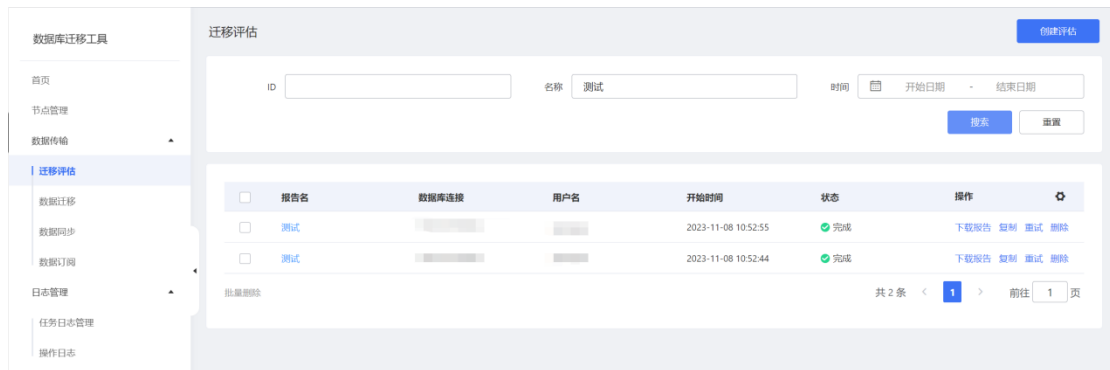 数据库迁移工具
首页
节点管理
数据传输
迁移评估
数据迁移
数据同步
数据订阅
日志管理
任务日志管理
操作日志
迁移评估
创建评估
ID 名称 测试 时间 开始日期 - 结束日期
搜索 重置
报告名 数据库连接 用户名 开始时间 状态 操作
测试 2023-11-08 10:52:55 完成 下载报告 复制 重试 删除
测试 2023-11-08 10:52:44 完成 下载报告 复制 重试 删除
批量删除 共 2 条 < 1 > 前往 1 页